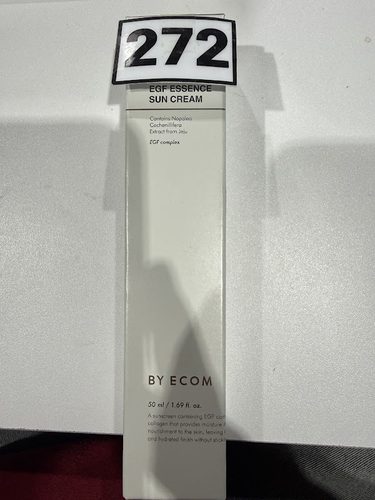 272
EGF ESSENCE
SUN CREAM
Contains Nopalea
Cochenillifera
Extract from Jeju
EGF complex
BY ECOM
50 ml / 1.69 fl. oz.
A sunscreen containing EGF
collagen that provides moisture
nourishment to the skin, leaving
and hydrated finish without